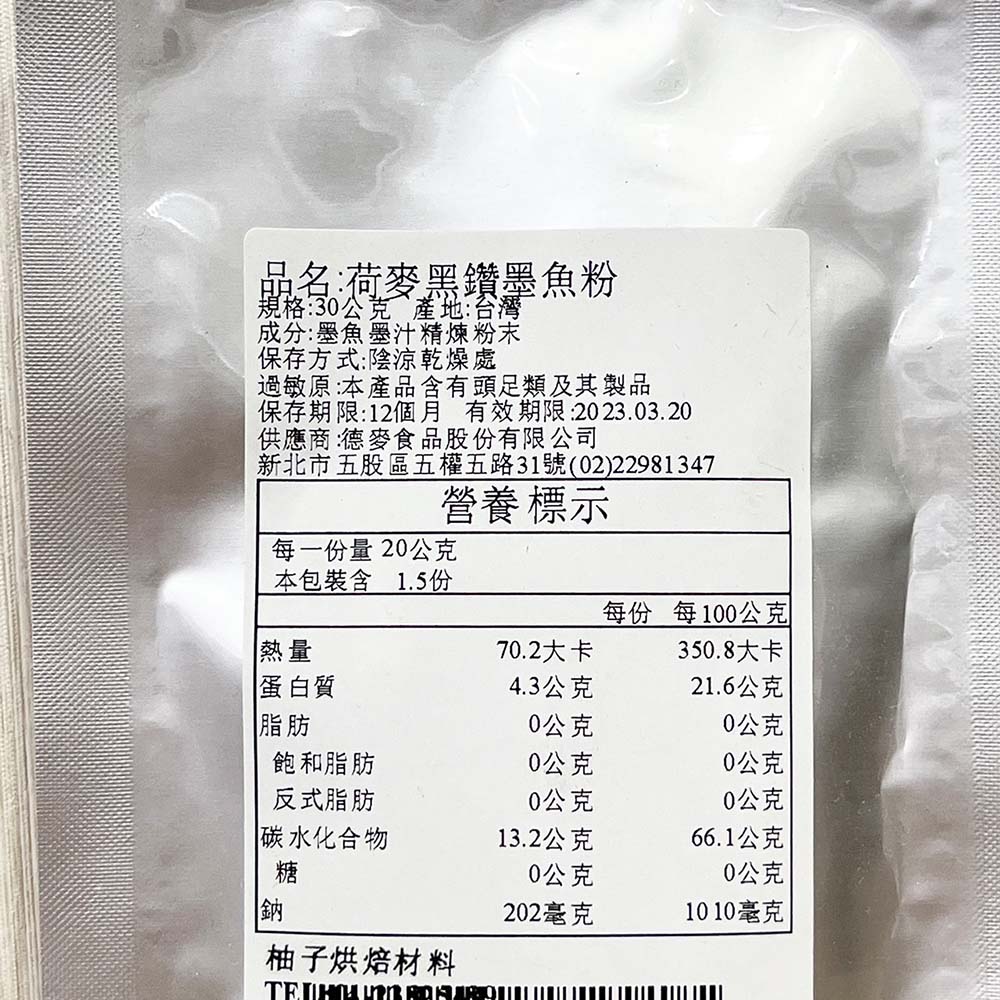 品名:荷麥黑鑽墨魚粉
規格:30公克 產地:台灣
成分:墨魚墨汁精煉粉末
保存方式:陰涼乾燥處
過敏原:本產品含有頭足類及其製品
保存期限:12個月 有效期限:2023.03.20
供應商:德麥食品股份有限公司
新北市五股區五權五路31號(02)22981347
營養標示
每一份量 20公克
本包裝含 1.5份
每份 每100公克
熱量 70.2大卡 350.8大卡
蛋白質 4.3公克 21.6公克
脂肪 0公克 0公克
飽和脂肪 0公克 0公克
反式脂肪 0公克 0公克
碳水化合物 13.2公克 66.1公克
糖 0公克 0公克
鈉 202毫克 1010毫克
柚子烘焙材料